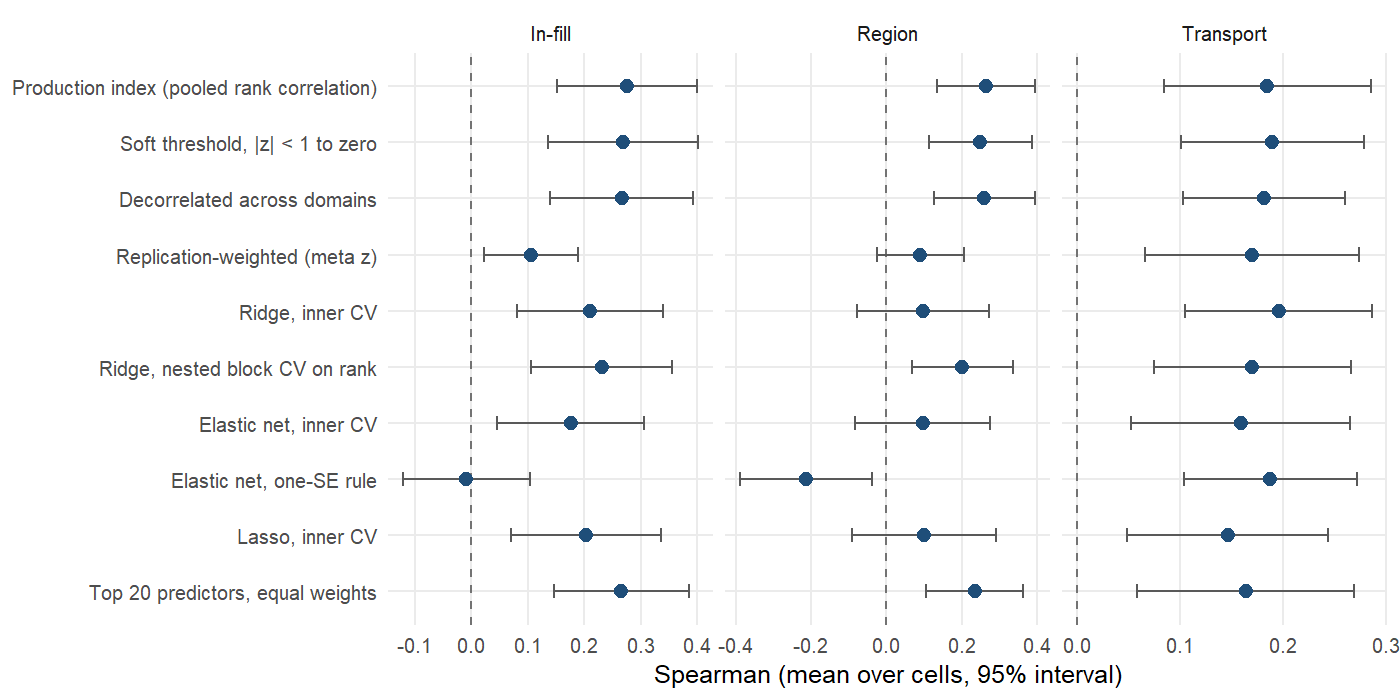 In-fill Region Transport
Production index (pooled rank correlation)
Soft threshold, |z| < 1 to zero
Decorrelated across domains
Replication-weighted (meta z)
Ridge, inner CV
Ridge, nested block CV on rank
Elastic net, inner CV
Elastic net, one-SE rule
Lasso, inner CV
Top 20 predictors, equal weights
-0.1 0.0 0.1 0.2 0.3 0.4 -0.4 -0.2 0.0 0.2 0.4 0.0 0.1 0.2 0.3
Spearman (mean over cells, 95% interval)